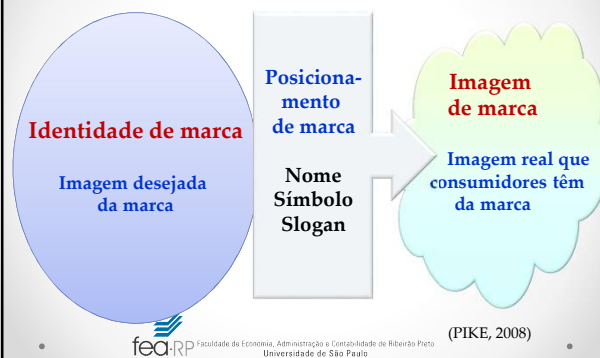 Identidade de marca
Imagem desejada
da marca
Posiciona-
mento
de marca
Nome
Símbolo
Slogan
Imagem
de marca
Imagem real que
consumidores têm
da marca
(PIKE, 2008)
fea-RP Faculdade de Economia, Administração e Contabilidade de Ribeirão Preto
Universidade de São Paulo